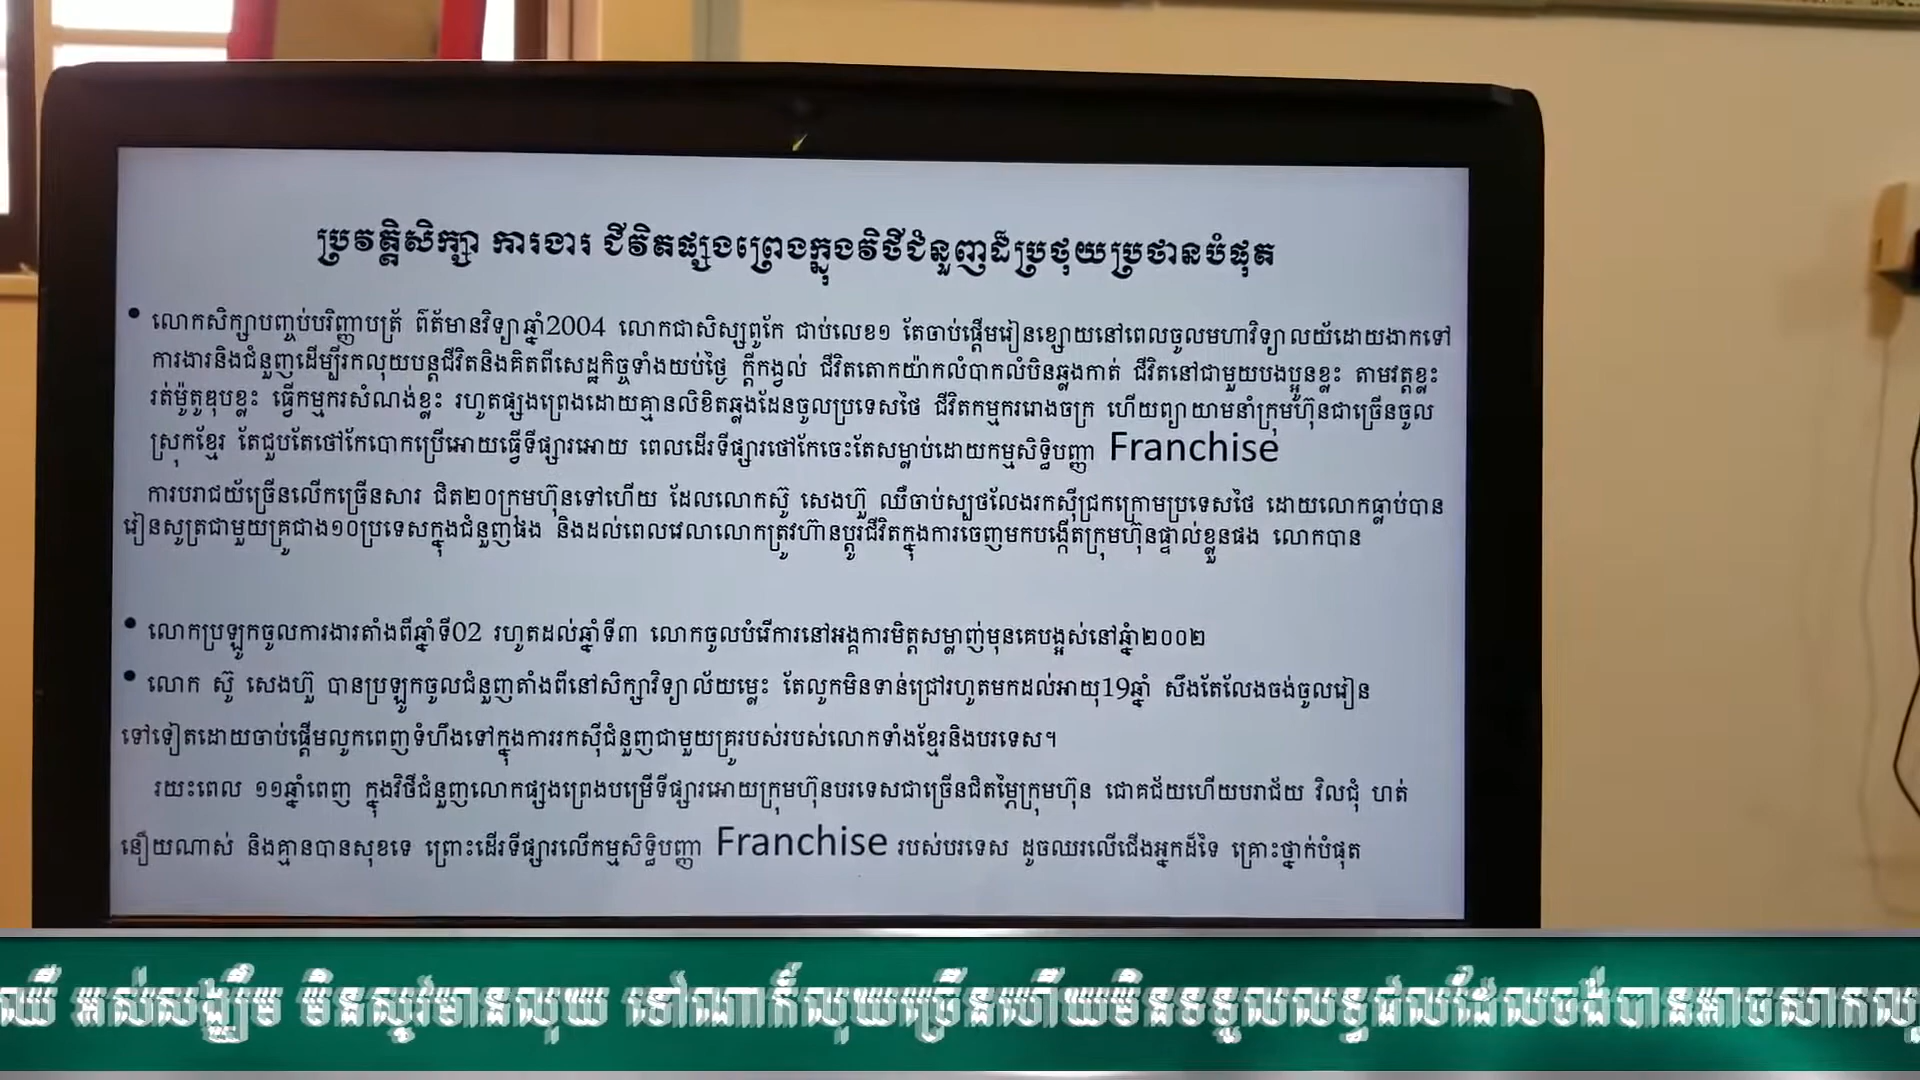 ប្រវត្តិសិក្សា ការងារ ជីវិតផ្សងព្រេងក្នុងវិថីជំនួញដ៏ប្រថុយប្រថានបំផុត
• លោកសិក្សាបញ្ចប់បរិញ្ញាបត្រ័ ព៌ត័មានវិទ្យាឆ្នាំ2004 លោកជាសិស្សពូកែ ជាប់លេខ១ តែចាប់ផ្តើមរៀនខ្សោយនៅពេលចូលមហាវិទ្យាលយ័ដោយងាកទៅ
ការងារនិងជំនួញដើម្បីរកលុយបន្តជីវិតនិងគិតពីសេដ្ឋកិច្ចទាំងយប់ថ្ងៃ ក្តីកង្វល់ ជីវិតតោកយ៉ាកលំបាកលំបិនឆ្លងកាត់ ជីវិតនៅជាមួយបងប្អូនខ្លះ តាមវត្តខ្លះ
រត់ម៉ូតូឌុបខ្លះ ធ្វើកម្មករសំណង់ខ្លះ រហូតផ្សងព្រេងដោយគ្មានលិខិតឆ្លងដែនចូលប្រទេសថៃ ជីវិតកម្មកររោងចក្រ ហើយព្យាយាមនាំក្រុមហ៊ុនជាច្រើនចូល
ស្រុកខ្មែរ តែជួបតែថៅកែបោកប្រើអោយធ្វើទីផ្សារអោយ ពេលដើរទីផ្សារថៅកែចេះតែសម្លាប់ដោយកម្មសិទ្ធិបញ្ញា Franchise
ការបរាជយ័ច្រើនលើកច្រើនសារ ជិត២០ក្រុមហ៊ុនទៅហើយ ដែលលោកស៊ូ សេងហ៊្គួ ឈឺចាប់ស្បថលែងរកស៊ីជ្រកក្រោមប្រទេសថៃ ដោយលោកធ្លាប់បាន
រៀនសូត្រជាមួយគ្រូជាង១០ប្រទេសក្នុងជំនួញផង និងដល់ពេលវេលាលោកត្រូវហ៊ានប្តូរជីវិតក្នុងការចេញមកបង្កើតក្រុមហ៊ុនផ្ទាល់ខ្លួនផង លោកបាន
• លោកប្រឡូកចូលការងារតាំងពីឆ្នាំទី02 រហូតដល់ឆ្នាំទី៣ លោកចូលបំរើការនៅអង្គការមិត្តសម្លាញ់មុនគេបង្អស់នៅឆ្នំា២០០២
• លោក ស៊ូ សេងហ៊្គួ បានប្រឡូកចូលជំនួញតាំងពីនៅសិក្សាវិទ្យាល័យម្លេះ តែលូកមិនទាន់ជ្រៅរហូតមកដល់អាយុ19ឆ្នាំ សឹងតែលែងចង់ចូលរៀន
ទៅទៀតដោយចាប់ផ្តើមលូកពេញទំហឹងទៅក្នុងការរកស៊ីជំនួញជាមួយគ្រូរបស់របស់លោកទាំងខ្មែរនិងបរទេស។
រយះពេល ១១ឆ្នាំពេញ ក្នុងវិថីជំនួញលោកផ្សងព្រេងបម្រើទីផ្សារអោយក្រុមហ៊ុនបរទេសជាច្រើនជិតម្ភៃក្រុមហ៊ុន ជោគជ័យហើយបរាជ័យ វិលជុំ ហត់
នឿយណាស់ និងគ្មានបានសុខទេ ព្រោះដើរទីផ្សារលើកម្មសិទ្ធិបញ្ញា Franchise របស់បរទេស ដូចឈរលើជើងអ្នកដ៏ទៃ គ្រោះថ្នាក់បំផុត
ឈឺ អស់សង្ឃឹម មិនសូវមានលុយ ទៅណាក៏លុយច្រើនហើយមិនទទួលលទ្ធផលដែលចង់បានអាចសាកល្ប